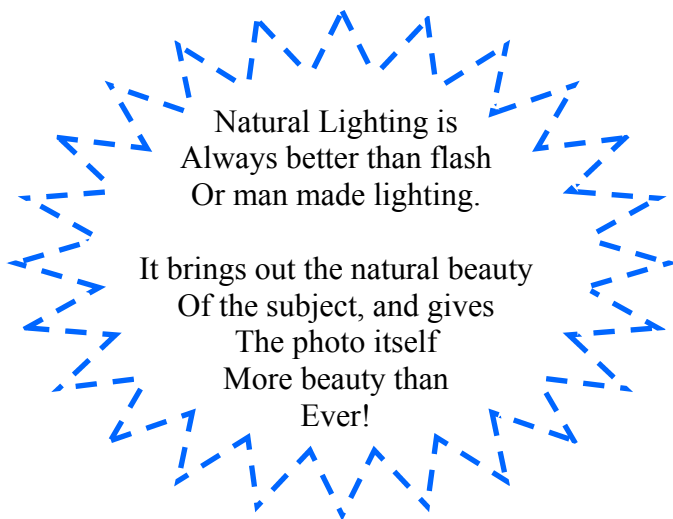 Natural Lighting is
Always better than flash
Or man made lighting.
It brings out the natural beauty
Of the subject, and gives
The photo itself
More beauty than
Ever!